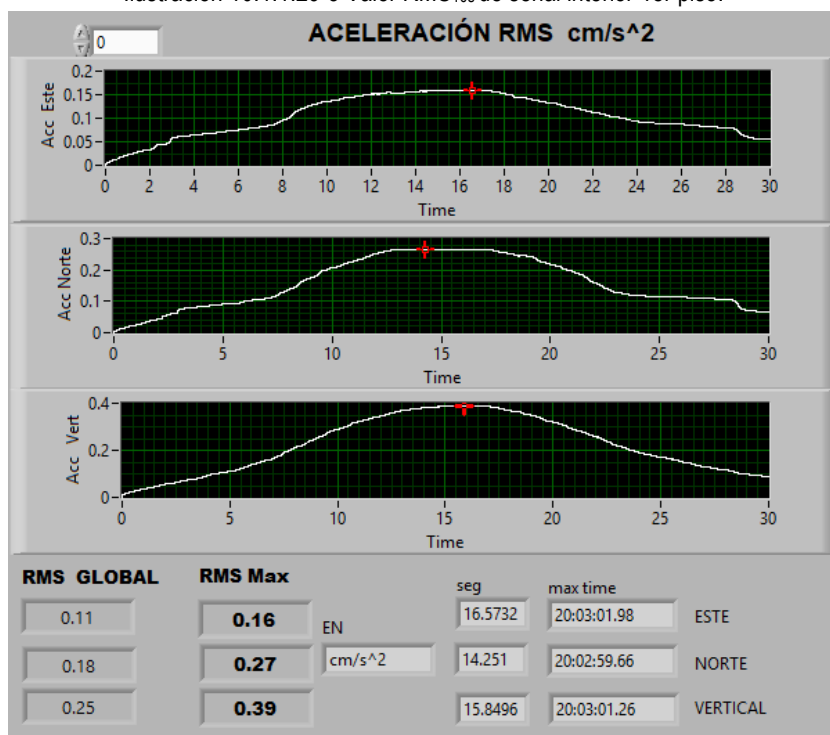 ACELERACIÓN RMS cm/s^2
0
Acc Este
0.2
0.15
0.1
0.05
0
0 2 4 6 8 10 12 14 16 18 20 22 24 26 28 30
Time
Acc Norte
0.3
0.2
0.1
0
0 5 10 15 20 25 30
Time
Acc Vert
0.4
0.2
0
0 5 10 15 20 25 30
Time
RMS GLOBAL RMS Max seg max time
0.11 0.16 16.5732 20:03:01.98 ESTE
EN
0.18 0.27 cm/s^2 14.251 20:02:59.66 NORTE
0.25 0.39 15.8496 20:03:01.26 VERTICAL